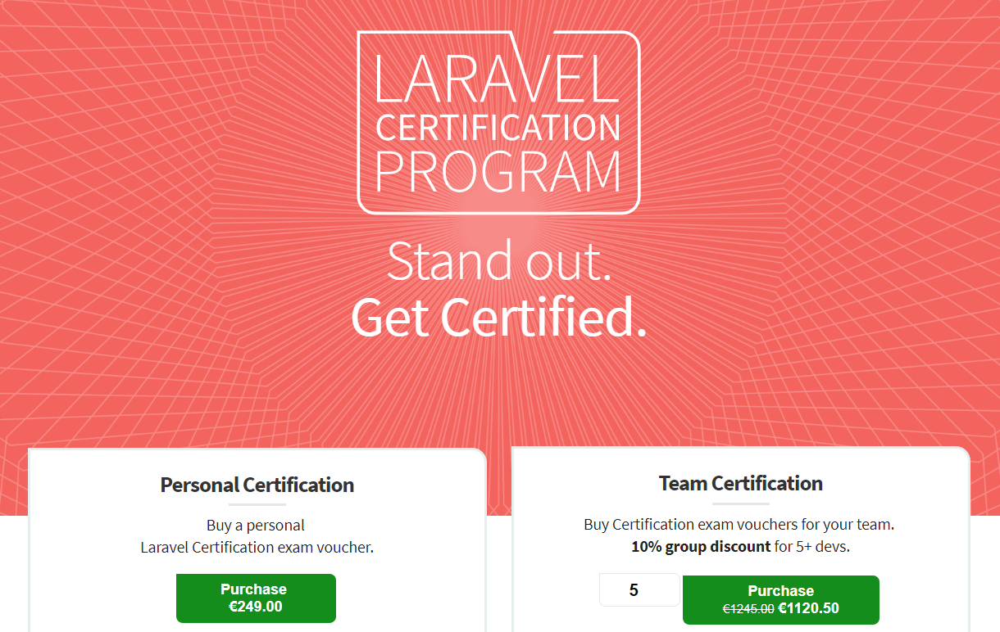 LARAVEL
CERTIFICATION
PROGRAM
Stand out.
Get Certified.
Personal Certification
Buy a personal
Laravel Certification exam voucher.
Purchase
€249.00
Team Certification
Buy Certification exam vouchers for your team.
10% group discount for 5+ devs.
5
Purchase
€1245.00 €1120.50